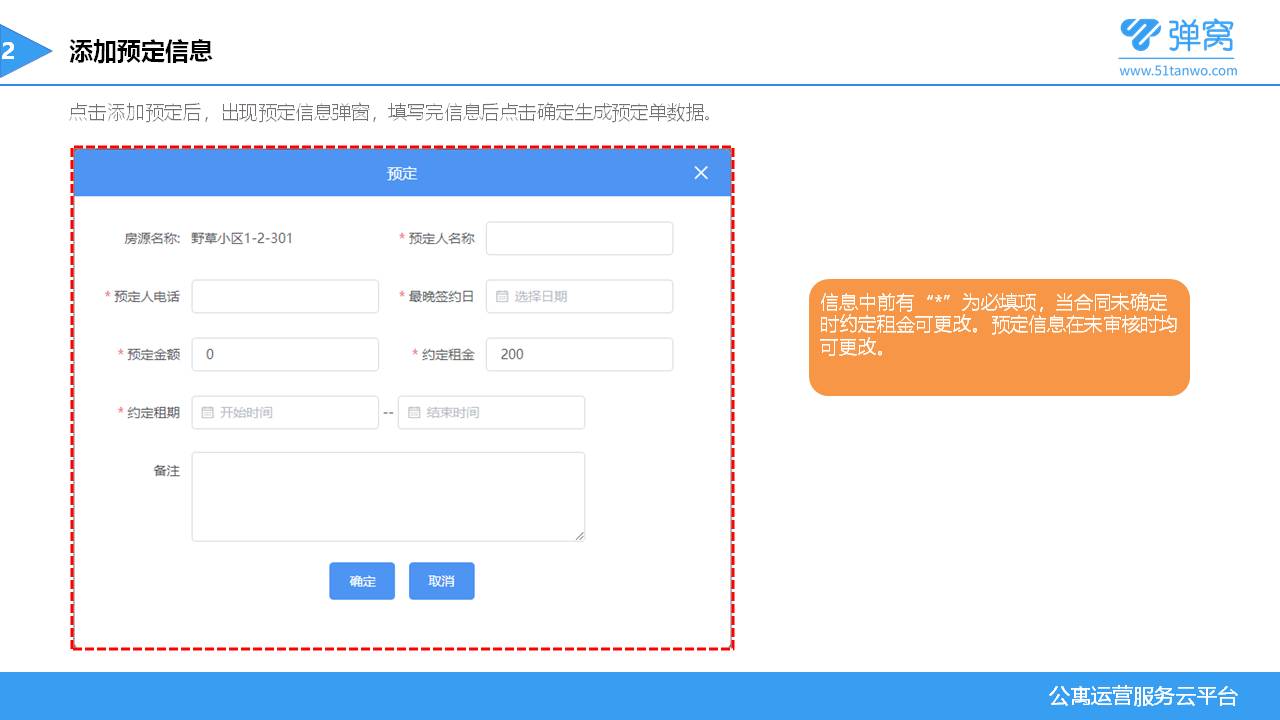 2
添加预定信息
弹窝
www.51tanwo.com
点击添加预定后，出现预定信息弹窗，填写完信息后点击确定生成预定单数据。
预定
房源名称: 野草小区1-2-301
* 预定人名称
* 预定人电话
* 最晚签约日 选择日期
* 预定金额 0
* 约定租金 200
* 约定租期 开始时间 -- 结束时间
备注
确定 取消
信息中前有“*”为必填项，当合同未确定
时约定租金可更改。预定信息在未审核时均
可更改。
公寓运营服务云平台